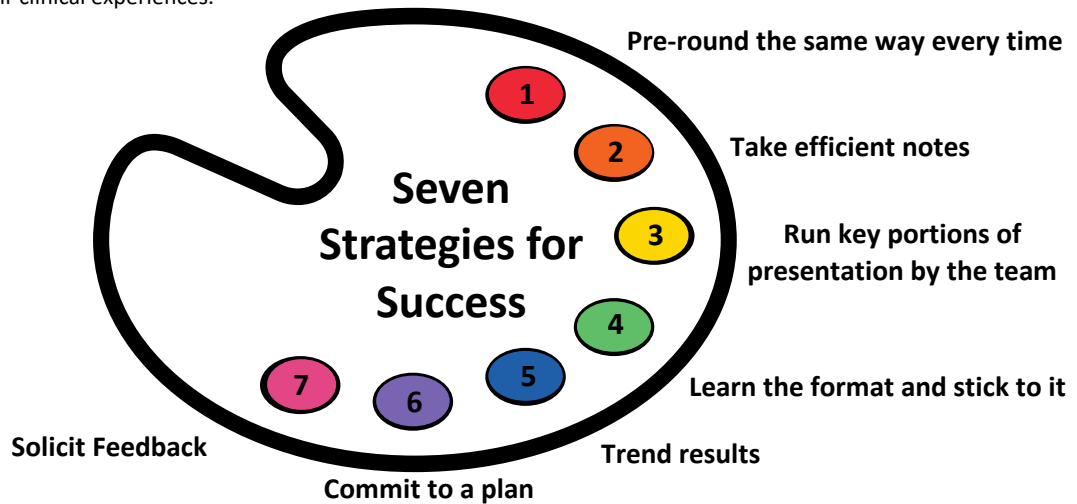 clinical experiences.
Pre-round the same way every time
1
2
Take efficient notes
Seven
Strategies for
Success
3
Run key portions of
presentation by the team
4
5
Learn the format and stick to it
7
6
Solicit Feedback
Trend results
Commit to a plan